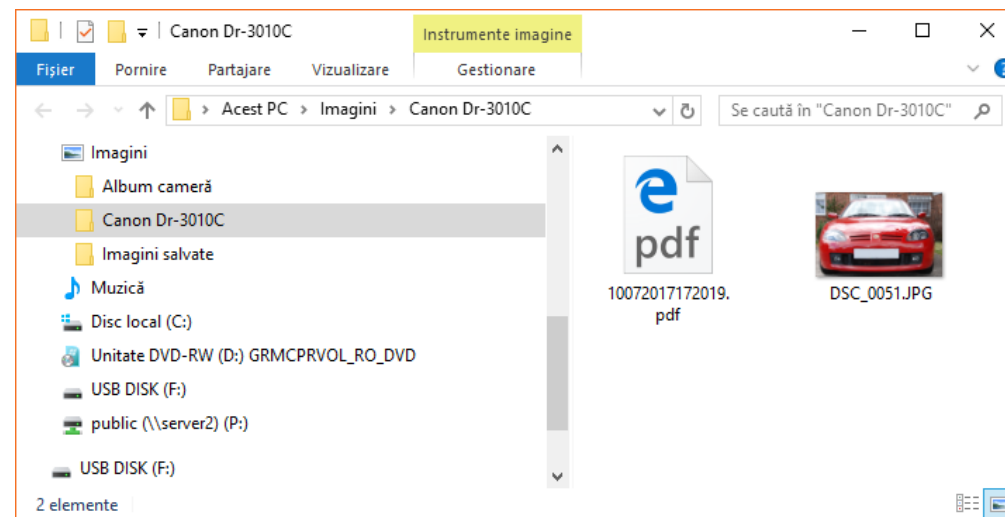 Canon Dr-3010C
Instrumente imagine
Fișier Pornire Partajare Vizualizare Gestionare
Acest PC Imagini Canon Dr-3010C
Se caută în "Canon Dr-3010C"
Imagini
Album cameră
Canon Dr-3010C
Imagini salvate
Muzică
Disc local (C:)
Unitate DVD-RW (D:) GRMCPRVOL_RO_DVD
USB DISK (F:)
public (\\server2) (P:)
USB DISK (F:)
pdf
10072017172019.
pdf
DSC_0051.JPG
2 elemente